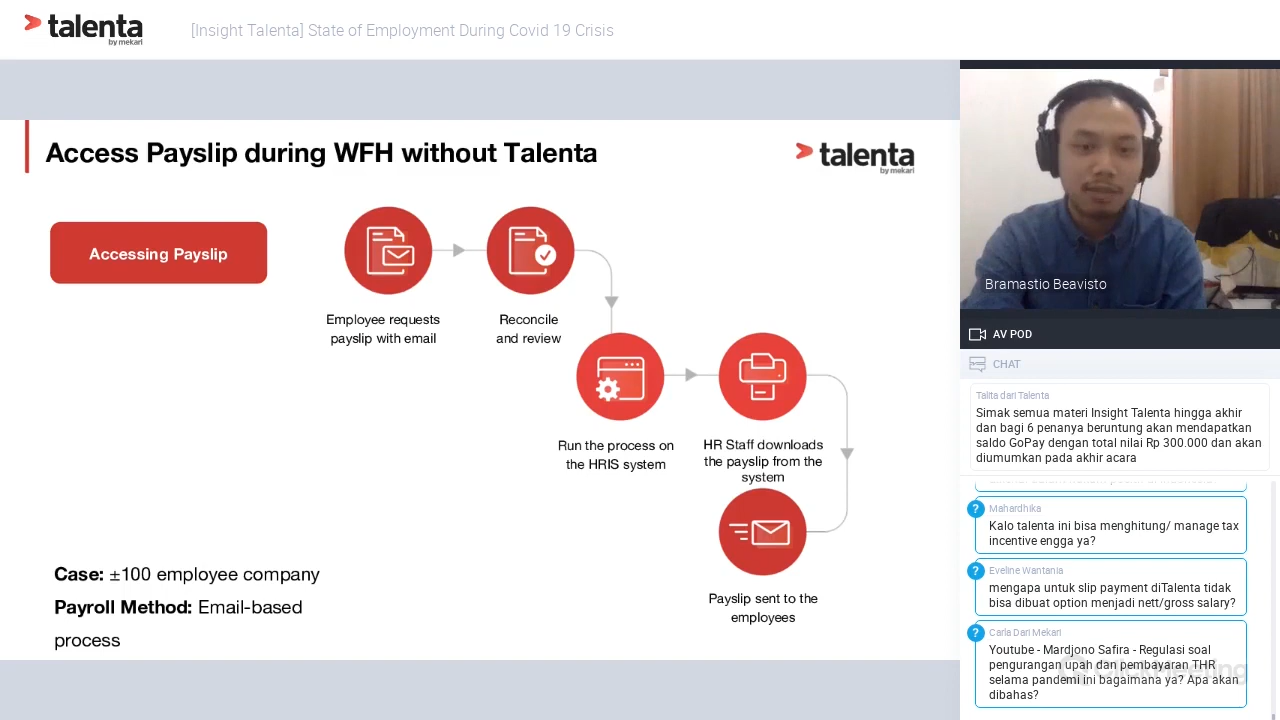 talenta
by mekari
[Insight Talenta] State of Employment During Covid 19 Crisis
Access Payslip during WFH without Talenta
talenta
by mekari
Accessing Payslip
Employee requests
payslip with email
Reconcile
and review
Run the process on
the HRIS system
HR Staff downloads
the payslip from the
system
Payslip sent to the
employees
Case: ±100 employee company
Payroll Method: Email-based
process
Bramastio Beavisto
AV POD
CHAT
Talita dari Talenta
Simak semua materi Insight Talenta hingga akhir
dan bagi 6 penanya beruntung akan mendapatkan
saldo GoPay dengan total nilai Rp 300.000 dan akan
diumumkan pada akhir acara
?
Mahardhika
Kalo talenta ini bisa menghitung/ manage tax
incentive engga ya?
?
Eveline Wantania
mengapa untuk slip payment diTalenta tidak
bisa dibuat option menjadi nett/gross salary?
?
Carla Dari Mekari
Youtube - Mardjono Safira - Regulasi soal
pengurangan upah dan pembayaran THR
selama pandemi ini bagaimana ya? Apa akan
dibahas?
ClickMeeting